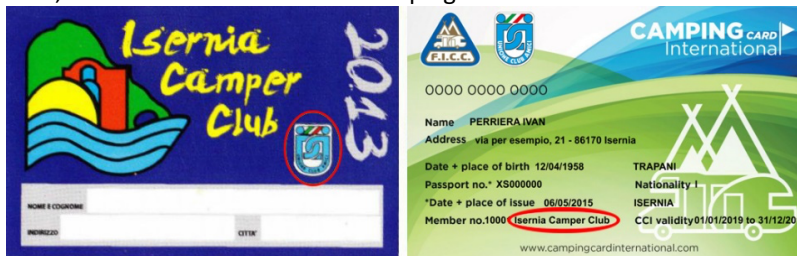 Isernia
Camper
Club
2013
NOME E COGNOME
INDIRIZZO
CITTA'
F.I.C.C.
CAMPING CARD
International
0000 0000 0000
Name PERRIERA IVAN
Address via per esempio, 21 - 86170 Isernia
Date + place of birth 12/04/1958 TRAPANI
Passport no.* XS000000 Nationality I
*Date + place of issue 06/05/2015 ISERNIA
Member no.1000 Isernia Camper Club CCI validity01/01/2019 to 31/12/20
www.campingcardinternational.com